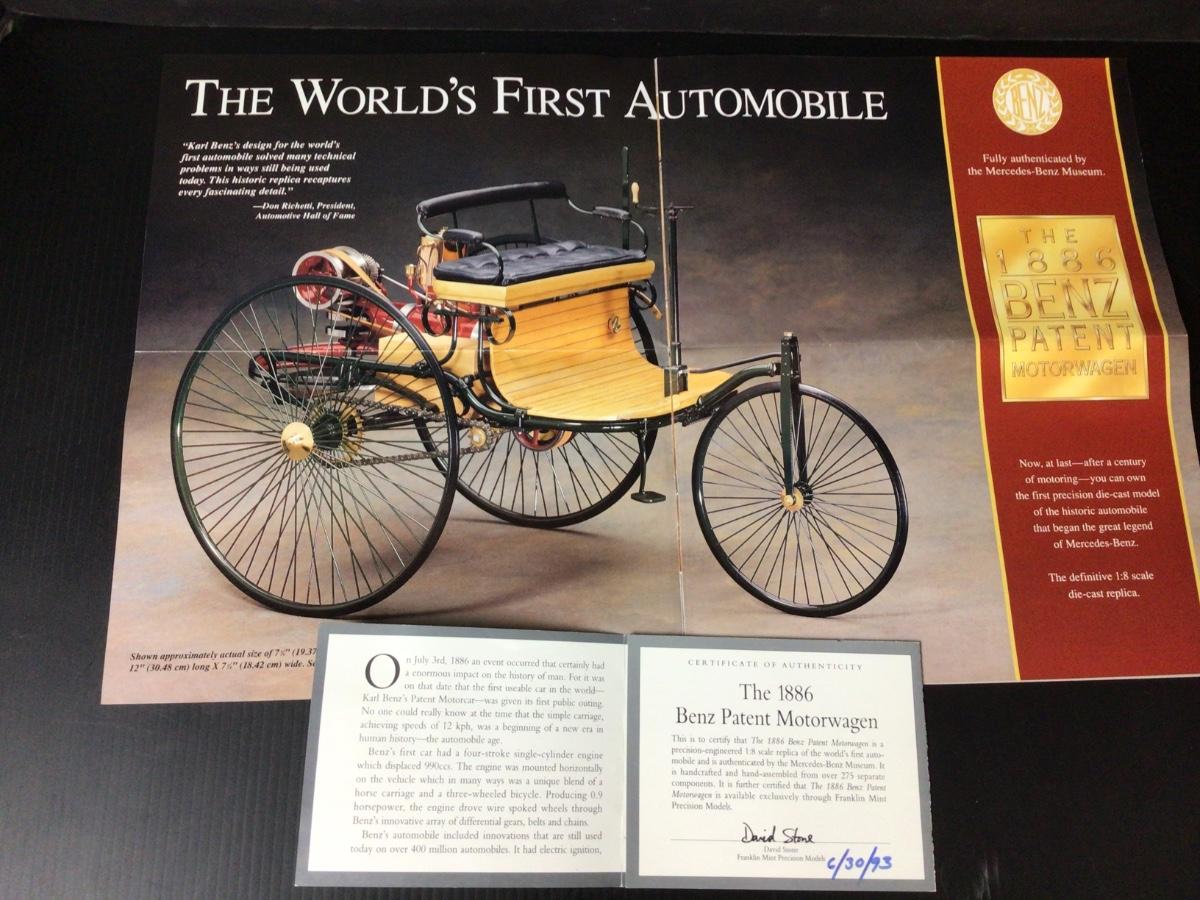 THE WORLD'S FIRST AUTOMOBILE
"Karl Benz's design for the world's
first automobile solved many technical
problems in ways still being used
today. This historic replica recaptures
every fascinating detail."
—Don Richetti, President,
Automotive Hall of Fame
BENZ
Fully authenticated by
the Mercedes-Benz Museum.
THE
1886
BENZ
PATENT
MOTORWAGEN
Now, at last—after a century
of motoring—you can own
the first precision die-cast model
of the historic automobile
that began the great legend
of Mercedes-Benz.
The definitive 1:8 scale
die-cast replica.
Shown approximately actual size of
12" (30.48 cm) long X (18.42 cm) wide.
On July 3rd, 1886 an event occurred that certainly had
a enormous impact on the history of man. For it was
on that date that the first useable car in the world—
Karl Benz's Patent Motorcar—was given its first public outing.
No one could really know at the time that the simple carriage,
achieving speeds of 12 kph, was a beginning of a new era in
human history—the automobile age.
Benz's first car had a four-stroke single-cylinder engine
which displaced 990ccs. The engine was mounted horizontally
on the vehicle which in many ways was a unique blend of a
horse carriage and a three-wheeled bicycle. Producing 0.9
horsepower, the engine drove wire spoked wheels through
Benz's innovative array of differential gears, belts and chains.
Benz's automobile included innovations that are still used
today on over 400 million automobiles. It had electric ignition,
CERTIFICATE OF AUTHENTICITY
The 1886
Benz Patent Motorwagen
This is to certify that The 1886 Benz Patent Motorwagen is a
precision-engineered 1:8 scale replica of the world's first auto-
mobile and is authenticated by the Mercedes-Benz Museum. It
is handcrafted and hand-assembled from over 275 separate
components. It is further certified that The 1886 Benz Patent
Motorwagen is available exclusively through Franklin Mint
Precision Models.
David Stone
David Stone
Franklin Mint Precision Models
6/30/93